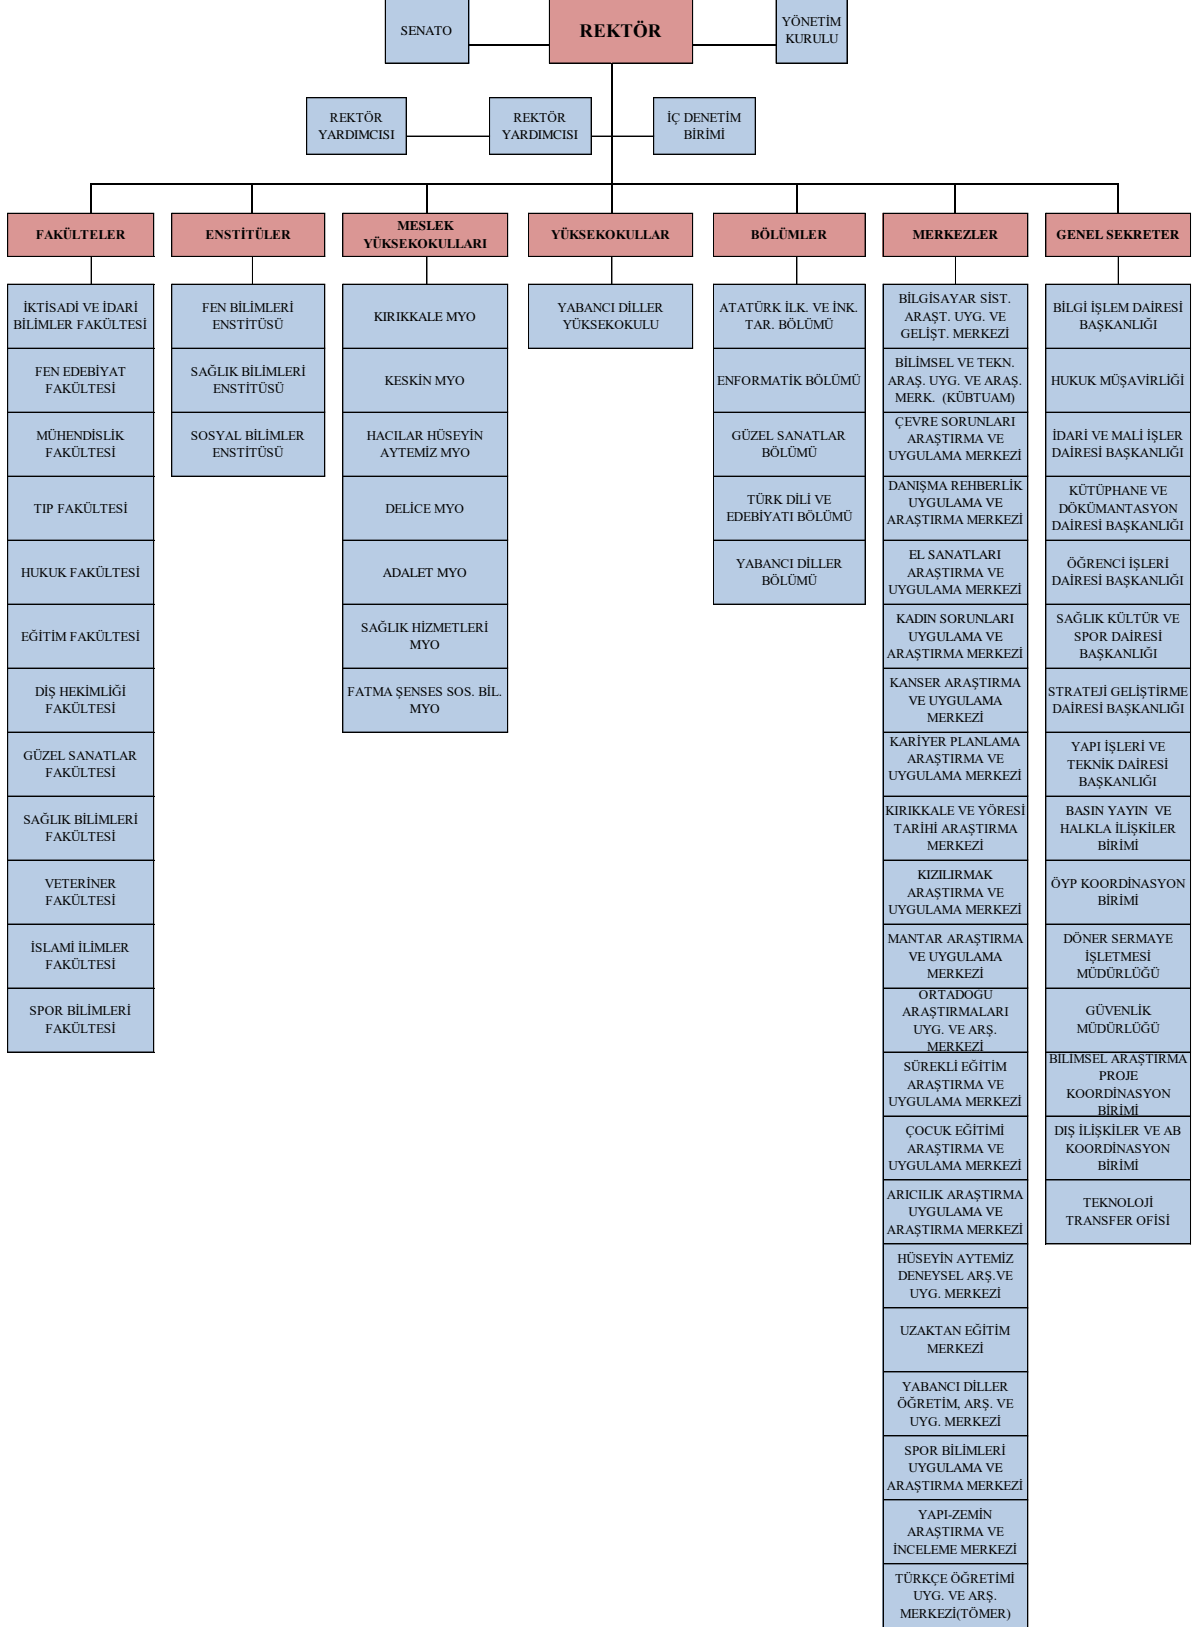 SENATO
REKTÖR
YÖNETİM
KURULU
REKTÖR
YARDIMCISI
REKTÖR
YARDIMCISI
İÇ DENETİM
BİRİMİ
FAKÜLTELER
İKTİSADİ VE İDARİ
BİLİMLER FAKÜLTESİ
FEN EDEBİYAT
FAKÜLTESİ
MÜHENDİSLİK
FAKÜLTESİ
TIP FAKÜLTESİ
HUKUK FAKÜLTESİ
EĞİTİM FAKÜLTESİ
DİŞ HEKİMLİĞİ
FAKÜLTESİ
GÜZEL SANATLAR
FAKÜLTESİ
SAĞLIK BİLİMLERİ
FAKÜLTESİ
VETERİNER
FAKÜLTESİ
İSLAMİ İLİMLER
FAKÜLTESİ
SPOR BİLİMLERİ
FAKÜLTESİ
ENSTİTÜLER
FEN BİLİMLERİ
ENSTİTÜSÜ
SAĞLIK BİLİMLERİ
ENSTİTÜSÜ
SOSYAL BİLİMLER
ENSTİTÜSÜ
MESLEK
YÜKSEKOKULLARI
KIRIKKALE MYO
KESKİN MYO
HACILAR HÜSEYİN
AYTEMİZ MYO
DELİCE MYO
ADALET MYO
SAĞLIK HİZMETLERİ
MYO
FATMA ŞENSES SOS. BİL.
MYO
YÜKSEKOKULLAR
YABANCI DİLLER
YÜKSEKOKULU
BÖLÜMLER
ATATÜRK İLK. VE İNK.
TAR. BÖLÜMÜ
ENFORMATİK BÖLÜMÜ
GÜZEL SANATLAR
BÖLÜMÜ
TÜRK DİLİ VE
EDEBİYATI BÖLÜMÜ
YABANCI DİLLER
BÖLÜMÜ
MERKEZLER
BİLGİSAYAR SİST.
ARAŞT. UYG. VE
GELİŞT. MERKEZİ
BİLİMSEL VE TEKN.
ARAŞ. UYG. VE ARAŞ.
MERK. (KÜBTUAM)
ÇEVRE SORUNLARI
ARAŞTIRMA VE
UYGULAMA MERKEZİ
DANIŞMA REHBERLİK
UYGULAMA VE
ARAŞTIRMA MERKEZİ
EL SANATLARI
ARAŞTIRMA VE
UYGULAMA MERKEZİ
KADIN SORUNLARI
UYGULAMA VE
ARAŞTIRMA MERKEZİ
KANSER ARAŞTIRMA
VE UYGULAMA
MERKEZİ
KARİYER PLANLAMA
ARAŞTIRMA VE
UYGULAMA MERKEZİ
KIRIKKALE VE YÖRESİ
TARİHİ ARAŞTIRMA
MERKEZİ
KIZILIRMAK
ARAŞTIRMA VE
UYGULAMA MERKEZİ
MANTAR ARAŞTIRMA
VE UYGULAMA
MERKEZİ
ORTADOĞU
ARAŞTIRMALARI
UYG. VE ARŞ.
MERKEZİ
SÜREKLİ EĞİTİM
ARAŞTIRMA VE
UYGULAMA MERKEZİ
ÇOCUK EĞİTİMİ
ARAŞTIRMA VE
UYGULAMA MERKEZİ
ARICILIK ARAŞTIRMA
UYGULAMA VE
ARAŞTIRMA MERKEZİ
HÜSEYİN AYTEMİZ
DENEYSEL ARŞ.VE
UYG. MERKEZİ
UZAKTAN EĞİTİM
MERKEZİ
YABANCI DİLLER
ÖĞRETİM, ARŞ. VE
UYG. MERKEZİ
SPOR BİLİMLERİ
UYGULAMA VE
ARAŞTIRMA MERKEZİ
YAPI-ZEMİN
ARAŞTIRMA VE
İNCELEME MERKEZİ
TÜRKÇE ÖĞRETİMİ
UYG. VE ARŞ.
MERKEZİ(TÖMER)
GENEL SEKRETER
BİLGİ İŞLEM DAİRESİ
BAŞKANLIĞI
HUKUK MÜŞAVİRLİĞİ
İDARİ VE MALİ İŞLER
DAİRESİ BAŞKANLIĞI
KÜTÜPHANE VE
DÖKÜMANTASYON
DAİRESİ BAŞKANLIĞI
ÖĞRENCİ İŞLERİ
DAİRESİ BAŞKANLIĞI
SAĞLIK KÜLTÜR VE
SPOR DAİRESİ
BAŞKANLIĞI
STRATEJİ GELİŞTİRME
DAİRESİ BAŞKANLIĞI
YAPI İŞLERİ VE
TEKNİK DAİRESİ
BAŞKANLIĞI
BASIN YAYIN VE
HALKLA İLİŞKİLER
BİRİMİ
ÖYP KOORDİNASYON
BİRİMİ
DÖNER SERMAYE
İŞLETMESİ
MÜDÜRLÜĞÜ
GÜVENLİK
MÜDÜRLÜĞÜ
BİLİMSEL ARAŞTIRMA
PROJE
KOORDİNASYON
BİRİMİ
DIŞ İLİŞKİLER VE AB
KOORDİNASYON
BİRİMİ
TEKNOLOJİ
TRANSFER OFİSİ